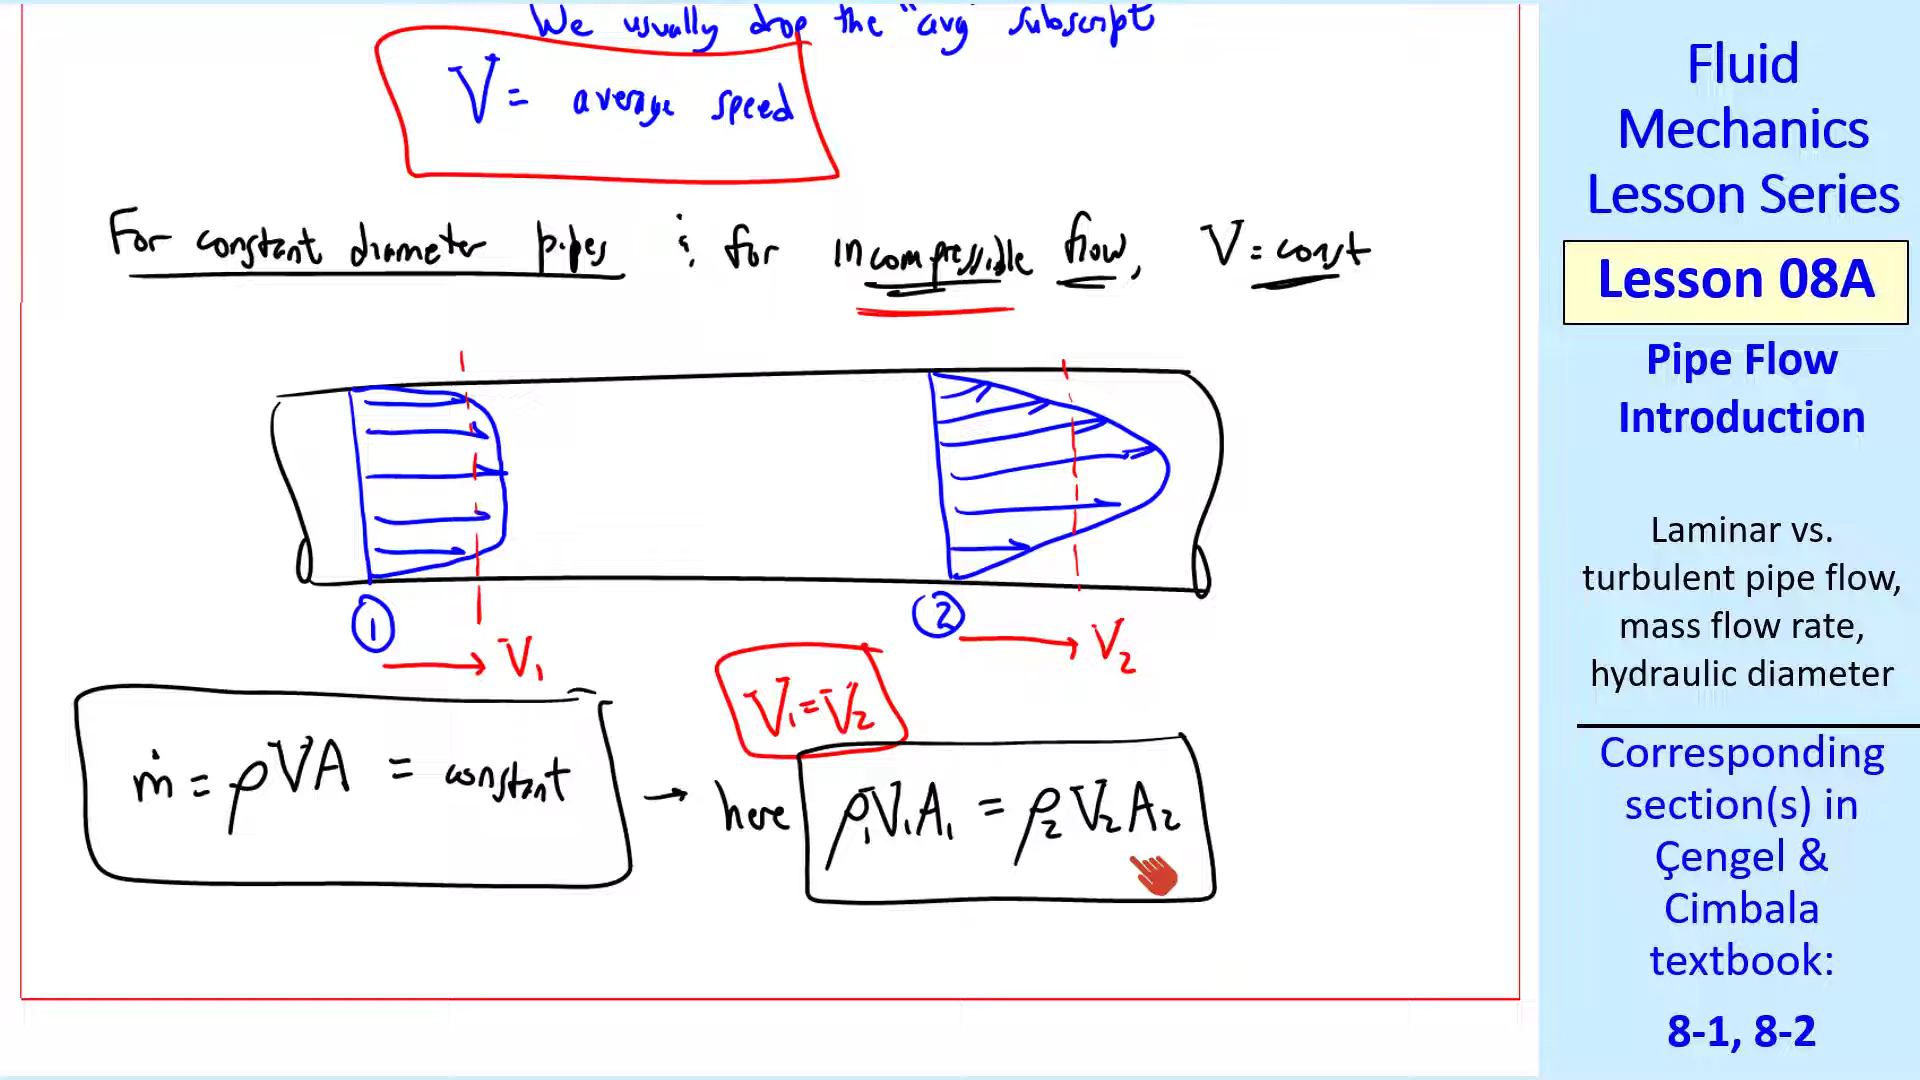 We usually drop the "avg" subscript
V = average speed
For constant diameter pipes & for incompressible flow, V = const
1
2
V₁
V₂
V₁ = V₂
ṁ = ρVA = constant → here ρ₁V₁A₁ = ρ₂V₂A₂
Fluid
Mechanics
Lesson Series
Lesson 08A
Pipe Flow
Introduction
Laminar vs.
turbulent pipe flow,
mass flow rate,
hydraulic diameter
Corresponding
section(s) in
Çengel &
Cimbala
textbook:
8-1, 8-2